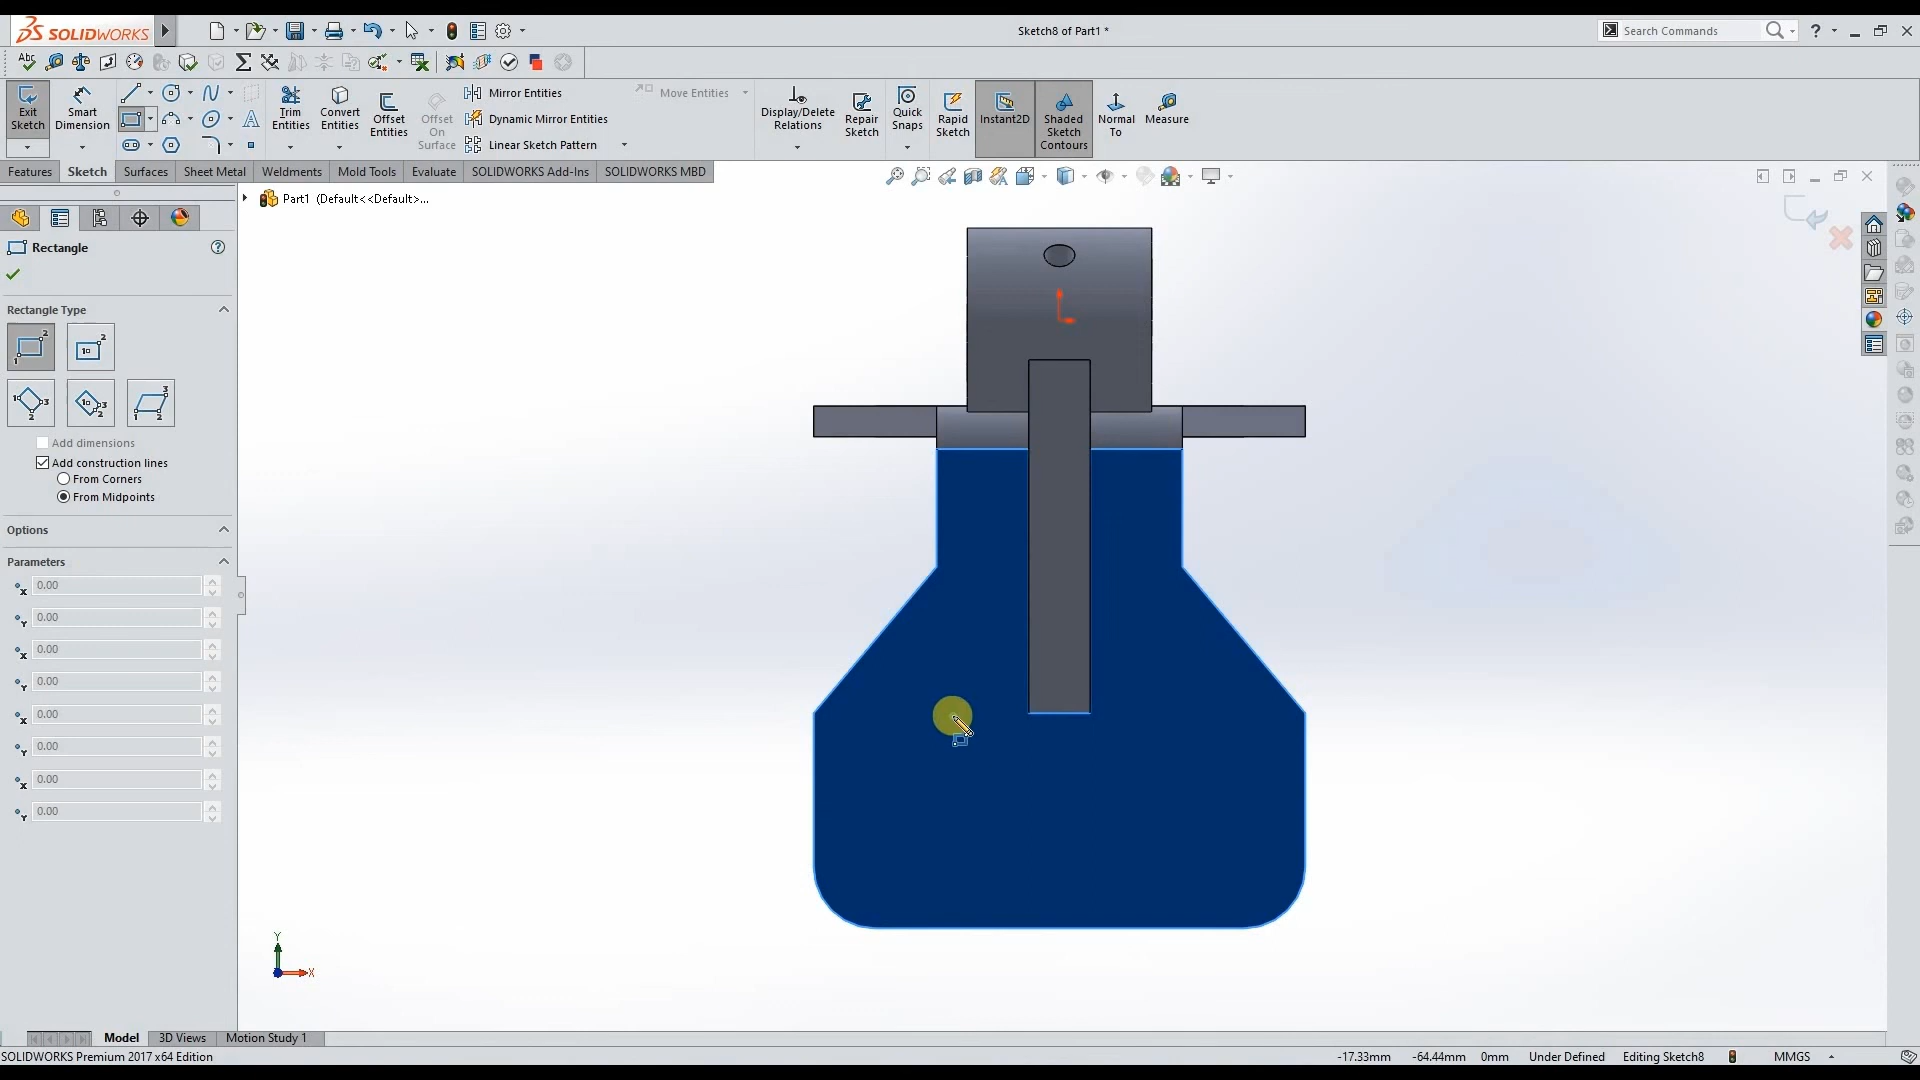 SOLIDWORKS
Sketch8 of Part1 *
Search Commands
?
Abc
Exit Sketch
Smart Dimension
Trim Entities
Convert Entities
Offset Entities
Offset On Surface
Mirror Entities
Dynamic Mirror Entities
Linear Sketch Pattern
Move Entities
Display/Delete Relations
Repair Sketch
Quick Snaps
Rapid Sketch
Instant2D
Shaded Sketch Contours
Normal To
Measure
Features
Sketch
Surfaces
Sheet Metal
Weldments
Mold Tools
Evaluate
SOLIDWORKS Add-Ins
SOLIDWORKS MBD
Part1 (Default<<Default>...
Rectangle
?
Rectangle Type
Add dimensions
Add construction lines
From Corners
From Midpoints
Options
Parameters
x 0.00
Y 0.00
x 0.00
Y 0.00
x 0.00
Y 0.00
x 0.00
Y 0.00
Y
X
Model
3D Views
Motion Study 1
SOLIDWORKS Premium 2017 x64 Edition
-17.33mm
-64.44mm
0mm
Under Defined
Editing Sketch8
MMGS